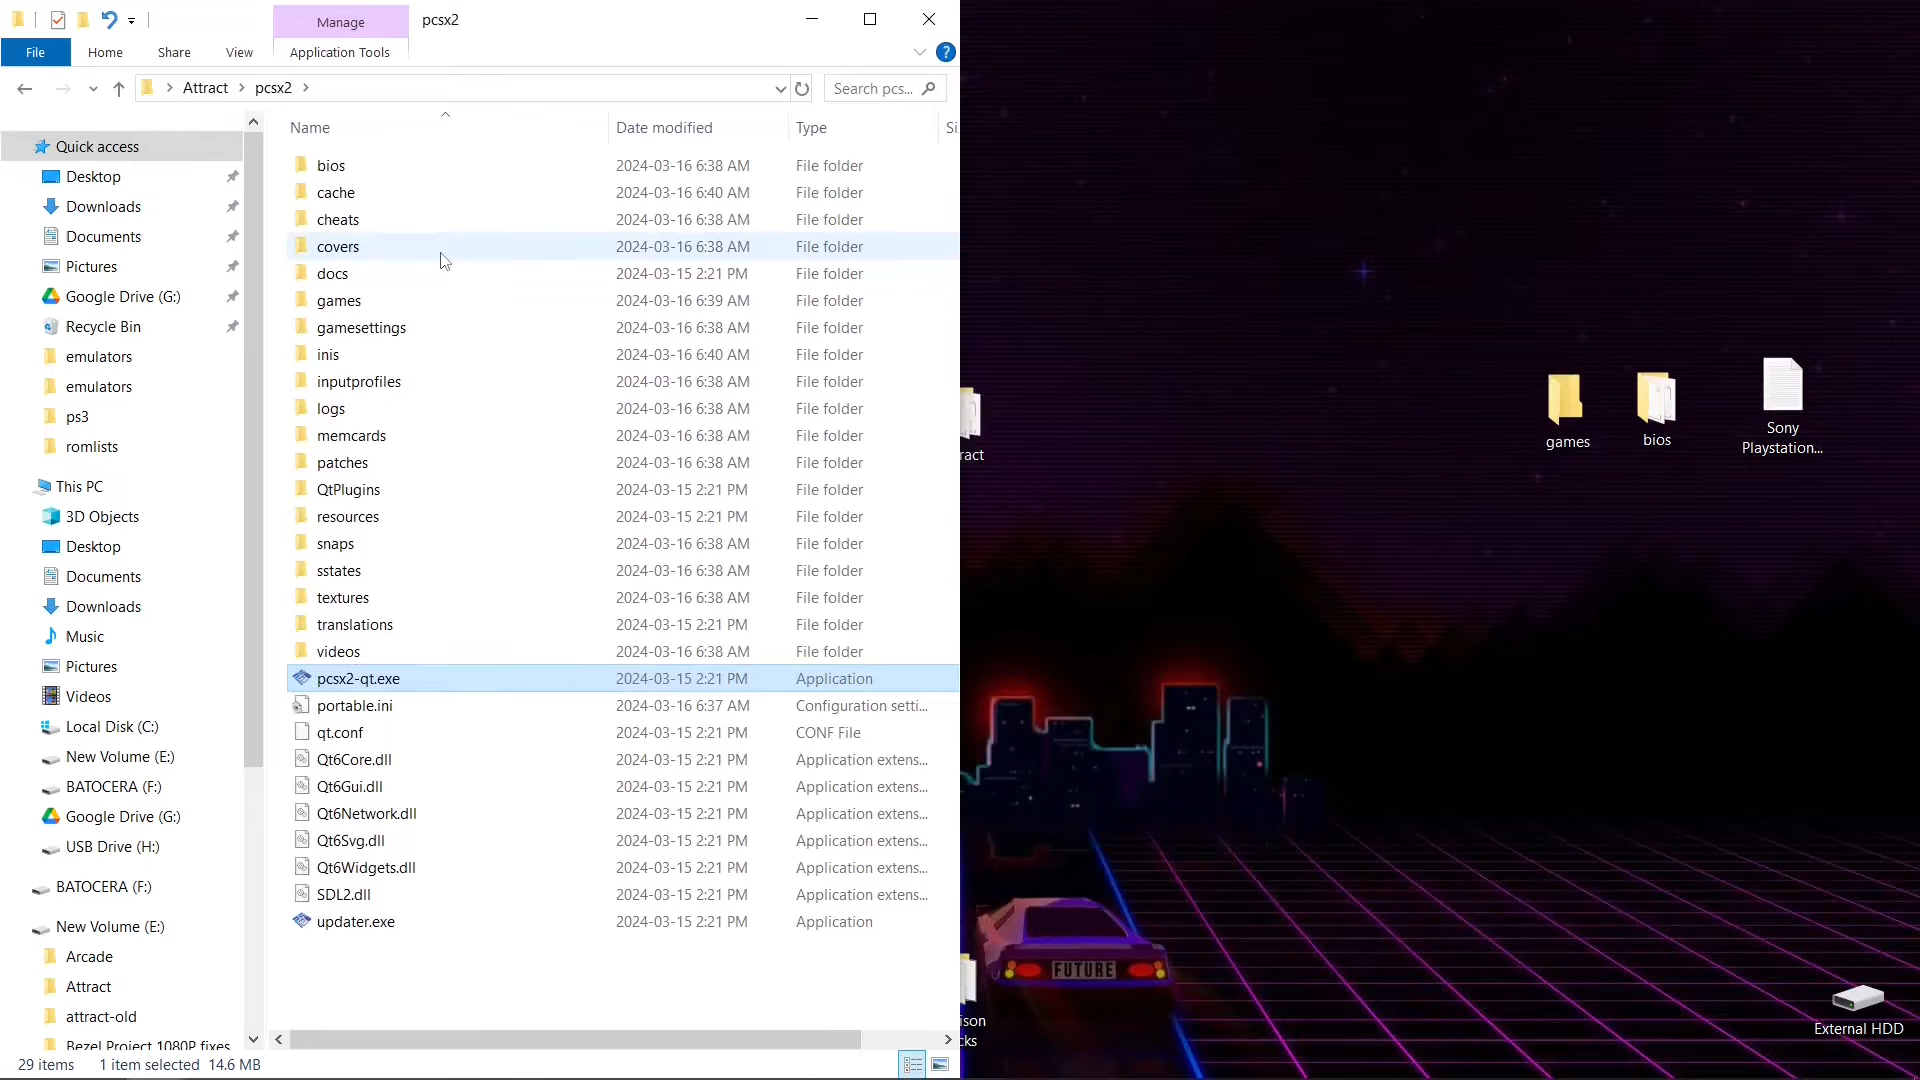 Manage
pcsx2
File
Home
Share
View
Application Tools
Attract
pcsx2
Search pcs...
Name
Date modified
Type
Si
Quick access
Desktop
Downloads
Documents
Pictures
Google Drive (G:)
Recycle Bin
emulators
emulators
ps3
romlists
This PC
3D Objects
Desktop
Documents
Downloads
Music
Pictures
Videos
Local Disk (C:)
New Volume (E:)
BATOCERA (F:)
Google Drive (G:)
USB Drive (H:)
BATOCERA (F:)
New Volume (E:)
Arcade
Attract
attract-old
Bezel Project 1080P fixes
bios 2024-03-16 6:38 AM File folder
cache 2024-03-16 6:40 AM File folder
cheats 2024-03-16 6:38 AM File folder
covers 2024-03-16 6:38 AM File folder
docs 2024-03-15 2:21 PM File folder
games 2024-03-16 6:39 AM File folder
gamesettings 2024-03-16 6:38 AM File folder
inis 2024-03-16 6:40 AM File folder
inputprofiles 2024-03-16 6:38 AM File folder
logs 2024-03-16 6:38 AM File folder
memcards 2024-03-16 6:38 AM File folder
patches 2024-03-16 6:38 AM File folder
QtPlugins 2024-03-15 2:21 PM File folder
resources 2024-03-15 2:21 PM File folder
snaps 2024-03-16 6:38 AM File folder
sstates 2024-03-16 6:38 AM File folder
textures 2024-03-16 6:38 AM File folder
translations 2024-03-15 2:21 PM File folder
videos 2024-03-16 6:38 AM File folder
pcsx2-qt.exe 2024-03-15 2:21 PM Application
portable.ini 2024-03-16 6:37 AM Configuration setti...
qt.conf 2024-03-15 2:21 PM CONF File
Qt6Core.dll 2024-03-15 2:21 PM Application extens...
Qt6Gui.dll 2024-03-15 2:21 PM Application extens...
Qt6Network.dll 2024-03-15 2:21 PM Application extens...
Qt6Svg.dll 2024-03-15 2:21 PM Application extens...
Qt6Widgets.dll 2024-03-15 2:21 PM Application extens...
SDL2.dll 2024-03-15 2:21 PM Application extens...
updater.exe 2024-03-15 2:21 PM Application
29 items
1 item selected 14.6 MB
ract
games
bios
Sony
Playstation...
FUTURE
ison
cks
External HDD